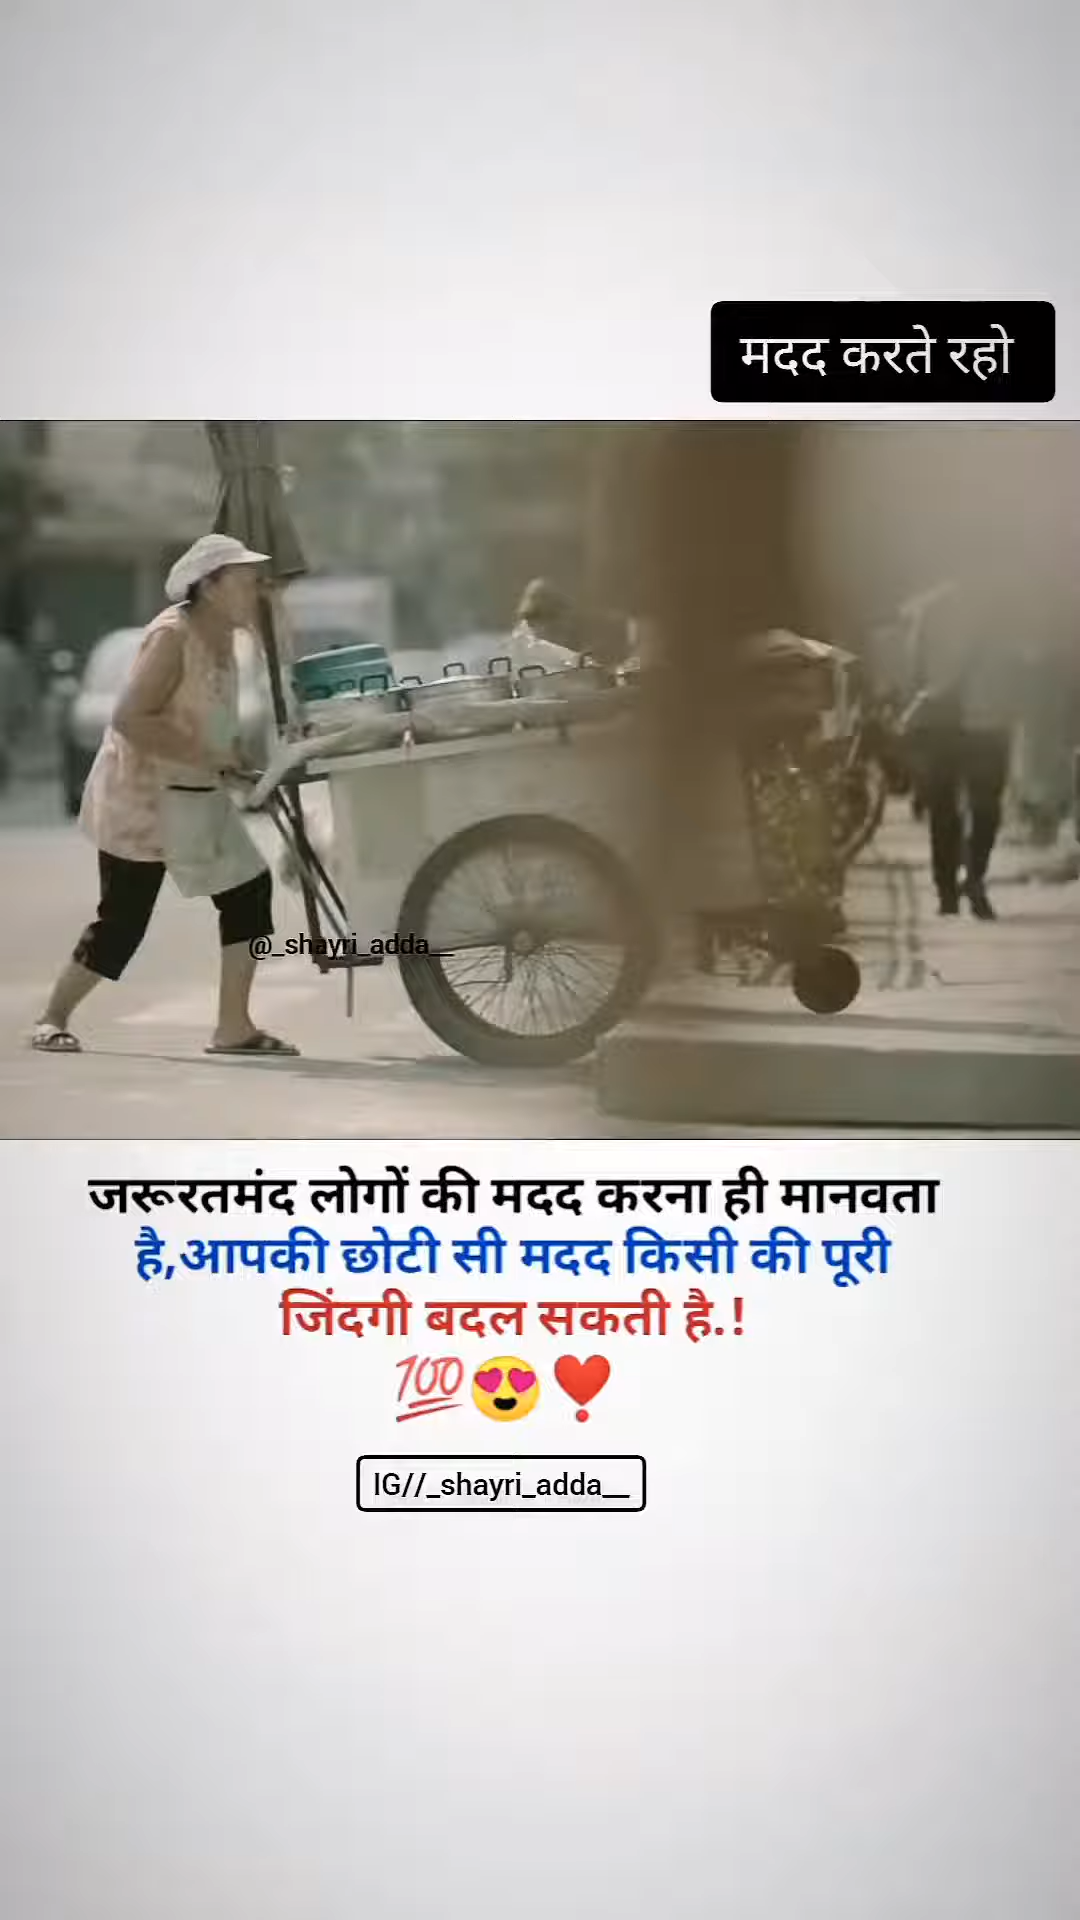 मदद करते रहो
@_shayri_adda__
जरूरतमंद लोगों की मदद करना ही मानवता
है,आपकी छोटी सी मदद किसी की पूरी
जिंदगी बदल सकती है.!
💯😍❣️
IG//_shayri_adda__